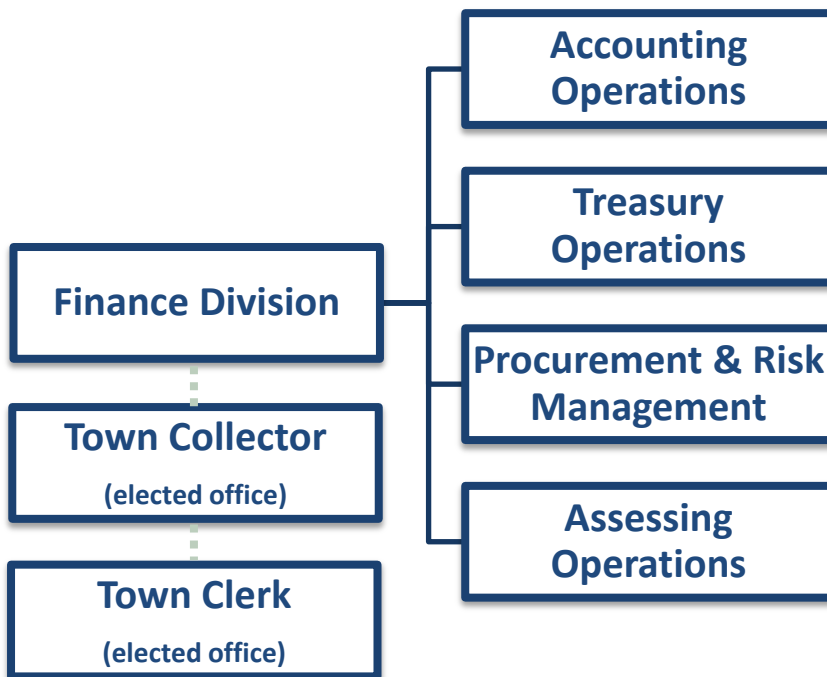 Accounting
Operations
Treasury
Operations
Finance Division
Procurement & Risk
Management
Town Collector
(elected office)
Assessing
Operations
Town Clerk
(elected office)